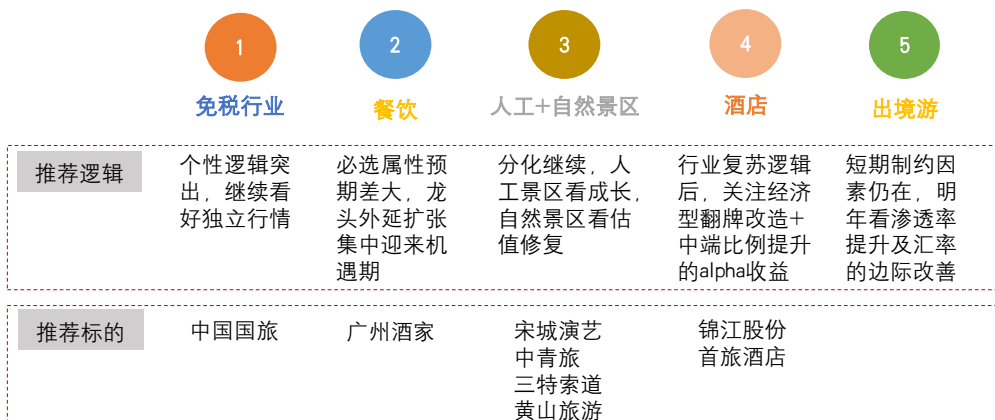 1
2
3
4
5
免税行业
餐饮
人工+自然景区
酒店
出境游
推荐逻辑
个性逻辑突
出，继续看
好独立行情
必选属性预
期差大，龙
头外延扩张
集中迎来机
遇期
分化继续，人
工景区看成长，
自然景区看估
值修复
行业复苏逻辑
后，关注经济
型翻牌改造+
中端比例提升
的alpha收益
短期制约因
素仍在，明
年看渗透率
提升及汇率
的边际改善
推荐标的
中国国旅
广州酒家
宋城演艺
中青旅
三特索道
黄山旅游
锦江股份
首旅酒店